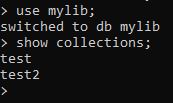 > use mylib;
switched to db mylib
> show collections;
test
test2
>